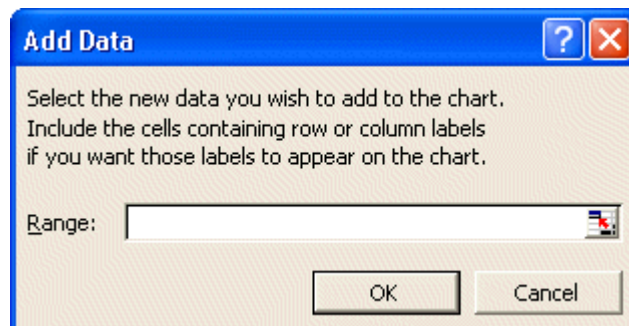 Add Data
Select the new data you wish to add to the chart.
Include the cells containing row or column labels
if you want those labels to appear on the chart.
Range:
OK
Cancel